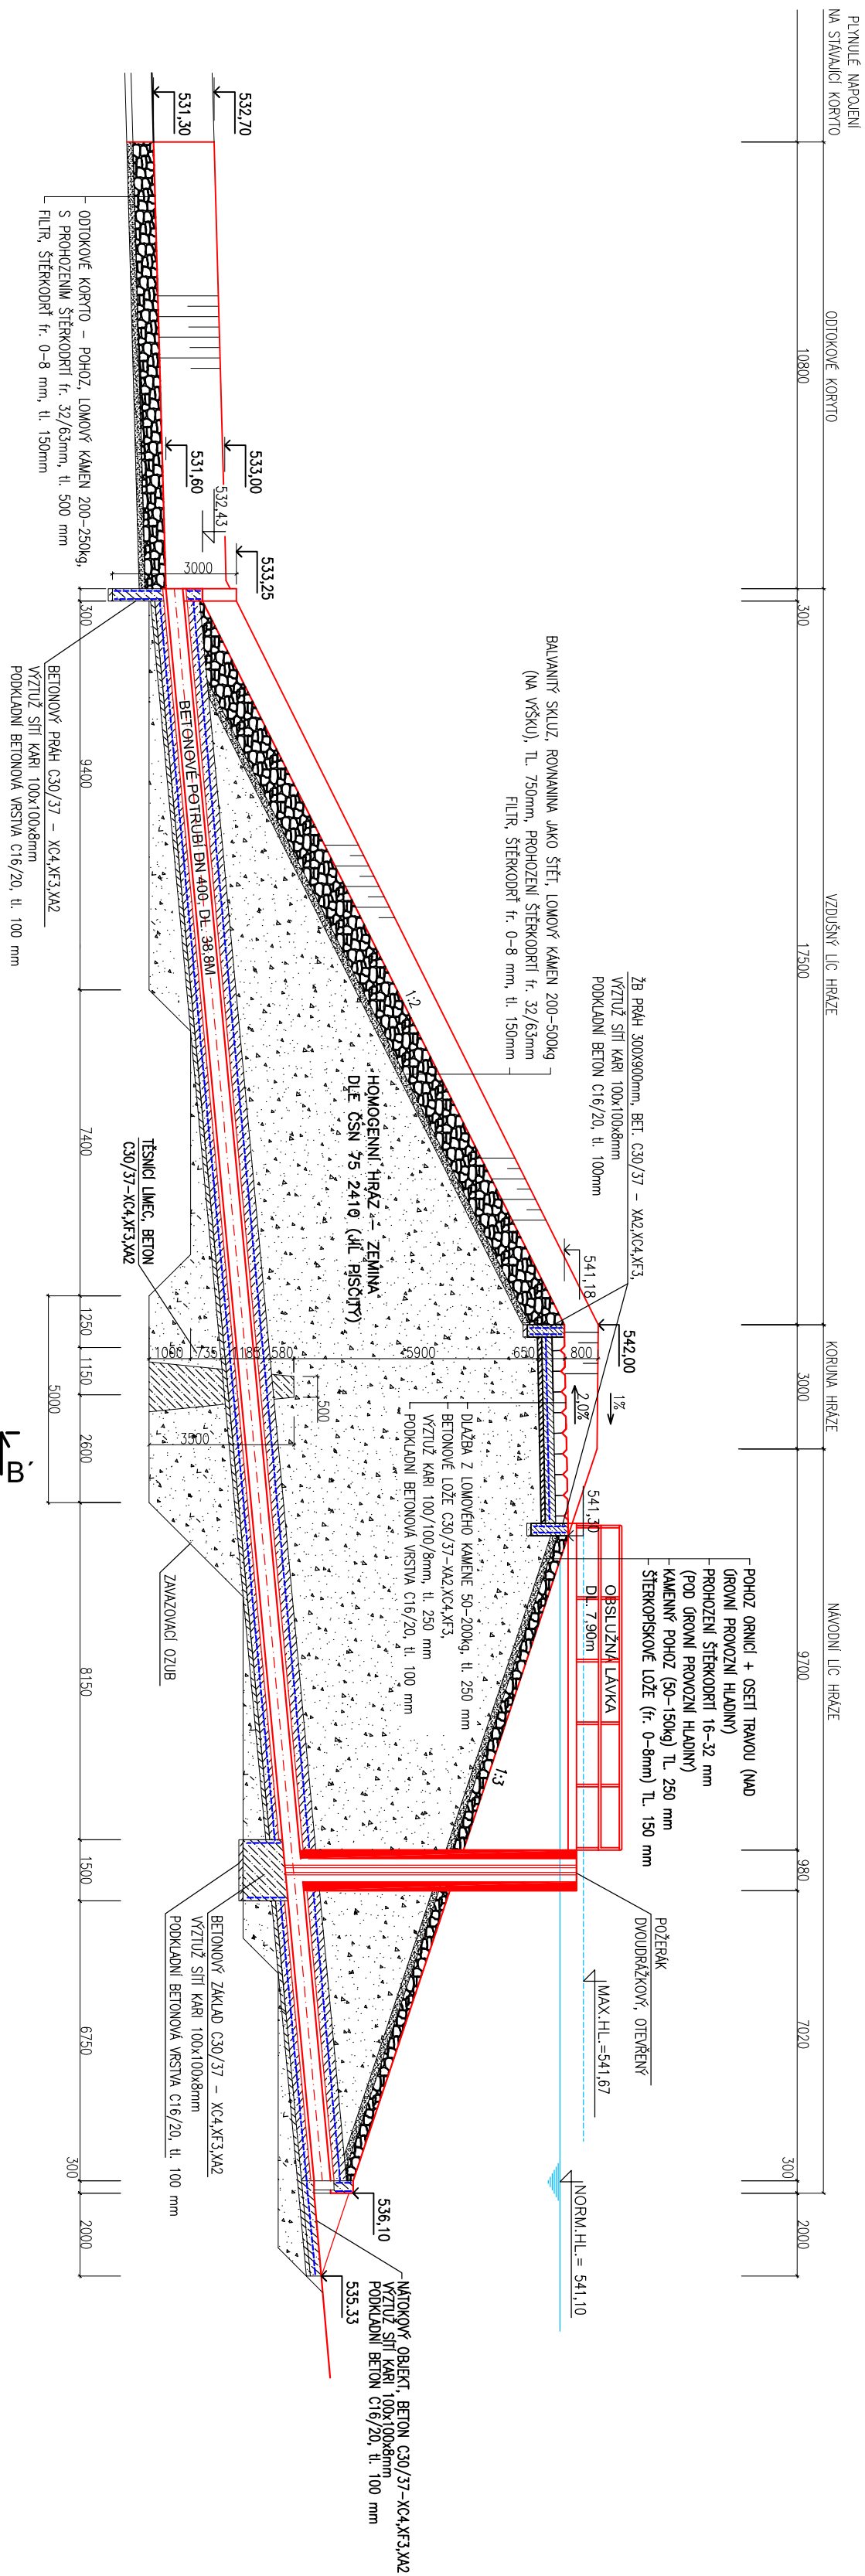 PLYNULÉ NAPOJENÍ
NA STÁVAJÍCÍ KORYTO
ODTOKOVÉ KORYTO
10800
VZDUŠNÝ LÍC HRÁZE
300
17500
KORUNA HRÁZE
3000
NÁVODNÍ LÍC HRÁZE
9700
980
7020
300
2000
532,70
531,30
533,00
531,60
532,43
533,25
3000
ODTOKOVÉ KORYTO – POHOZ, LOMOVÝ KÁMEN 200–250kg,
S PROHOZENÍM ŠTĚRKODRTÍ fr. 32/63mm, tl. 500 mm
FILTR, ŠTĚRKODRŤ fr. 0–8 mm, tl. 150mm
BALVANITÝ SKLUZ, ROVNANINA JAKO ŠTĚT, LOMOVÝ KÁMEN 200–500kg
(NA VÝŠKU), TL. 750mm, PROHOZENÍ ŠTĚRKODRTÍ fr. 32/63mm
FILTR, ŠTĚRKODRŤ fr. 0–8 mm, tl. 150mm
ŽB PRÁH 300x900mm, BET. C30/37 – XA2,XC4,XF3,
VÝZTUŽ SÍTÍ KARI 100x100x8mm
PODKLADNÍ BETON C16/20, tl. 100mm
1:2
541,18
542,00
1%
2,0%
541,30
POHOZ ORNICÍ + OSETÍ TRAVOU (NAD
ÚROVNÍ PROVOZNÍ HLADINY)
PROHOZENÍ ŠTĚRKODRTÍ 16–32 mm
(POD ÚROVNÍ PROVOZNÍ HLADINY)
KAMENNÝ POHOZ (50–150kg) TL. 250 mm
ŠTĚRKOPÍSKOVÉ LOŽE (fr. 0–8mm) TL. 150 mm
OBSLUŽNÁ LÁVKA
DL. 7,90m
1:3
POŽERÁK
DVOUDRÁŽKOVÝ, OTEVŘENÝ
MAX.HL.=541,67
NORM.HL.= 541,10
BETONOVÉ POTRUBÍ DN 400, DL. 38,8M
HOMOGENNÍ HRÁZ – ZEMINA
DLE ČSN 75 2410 (JÍL PÍSČITÝ)
DLAŽBA Z LOMOVÉHO KAMENE 50–200kg, tl. 250 mm
BETONOVÉ LOŽE C30/37–XA2,XC4,XF3,
VÝZTUŽ KARI 100/100/8mm, tl. 250 mm
PODKLADNÍ BETONOVÁ VRSTVA C16/20, tl. 100 mm
800
650
5900
580
1185
735
1000
500
3500
TĚSNÍCÍ LÍMEC, BETON
C30/37–XC4,XF3,XA2
BETONOVÝ PRÁH C30/37 – XC4,XF3,XA2
VÝZTUŽ SÍTÍ KARI 100x100x8mm
PODKLADNÍ BETONOVÁ VRSTVA C16/20, tl. 100 mm
ZAVAZOVACÍ OZUB
BETONOVÝ ZÁKLAD C30/37 – XC4,XF3,XA2
VÝZTUŽ SÍTÍ KARI 100x100x8mm
PODKLADNÍ BETONOVÁ VRSTVA C16/20, tl. 100 mm
536,10
535.33
NÁTOKOVÝ OBJEKT, BETON C30/37–XC4,XF3,XA2
VÝZTUŽ SÍTÍ KARI 100x100x8mm
PODKLADNÍ BETON C16/20, tl. 100 mm
300
9400
7400
1250
1150
2600
8150
1500
6750
300
2000
5000
B´